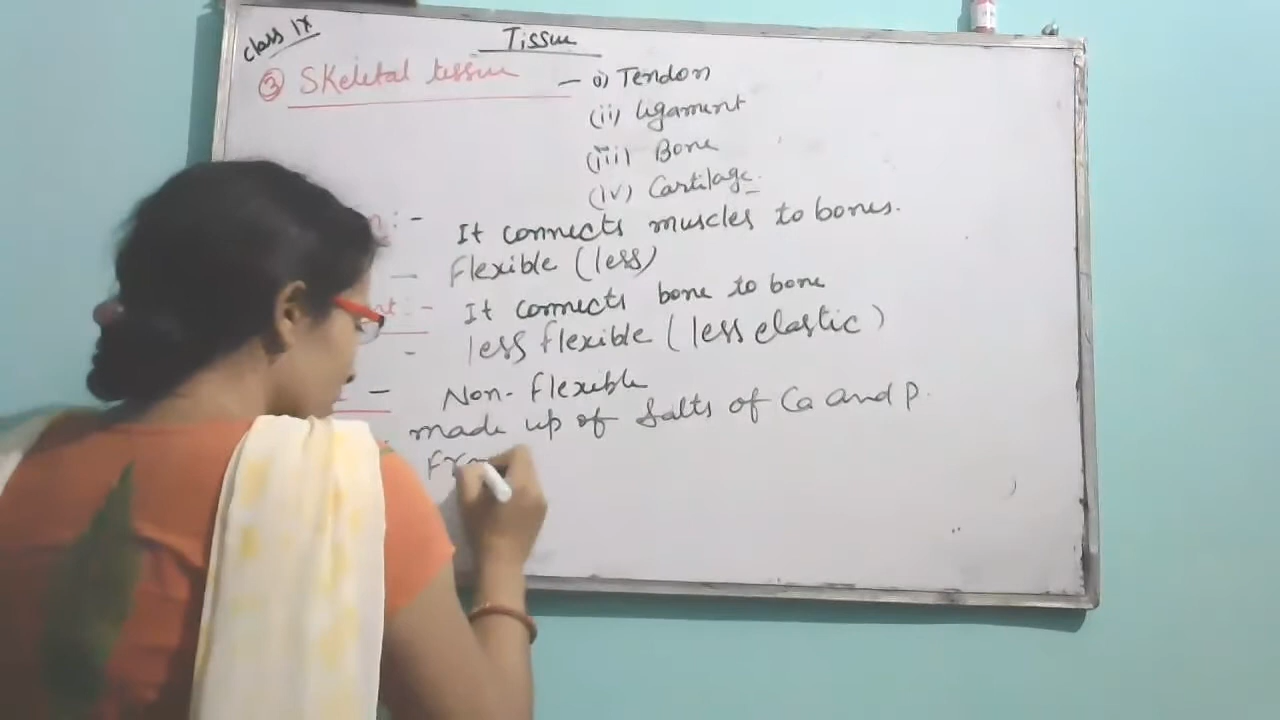 Class IX
Tissue
③ Skeletal tissue - i) Tendon
(ii) ligament
(iii) Bone
(iv) Cartilage.
:- It connects muscles to bones.
- Flexible (less)
:- It connects bone to bone
- less flexible (less elastic)
- Non-flexible
made up of salts of Ca and P.